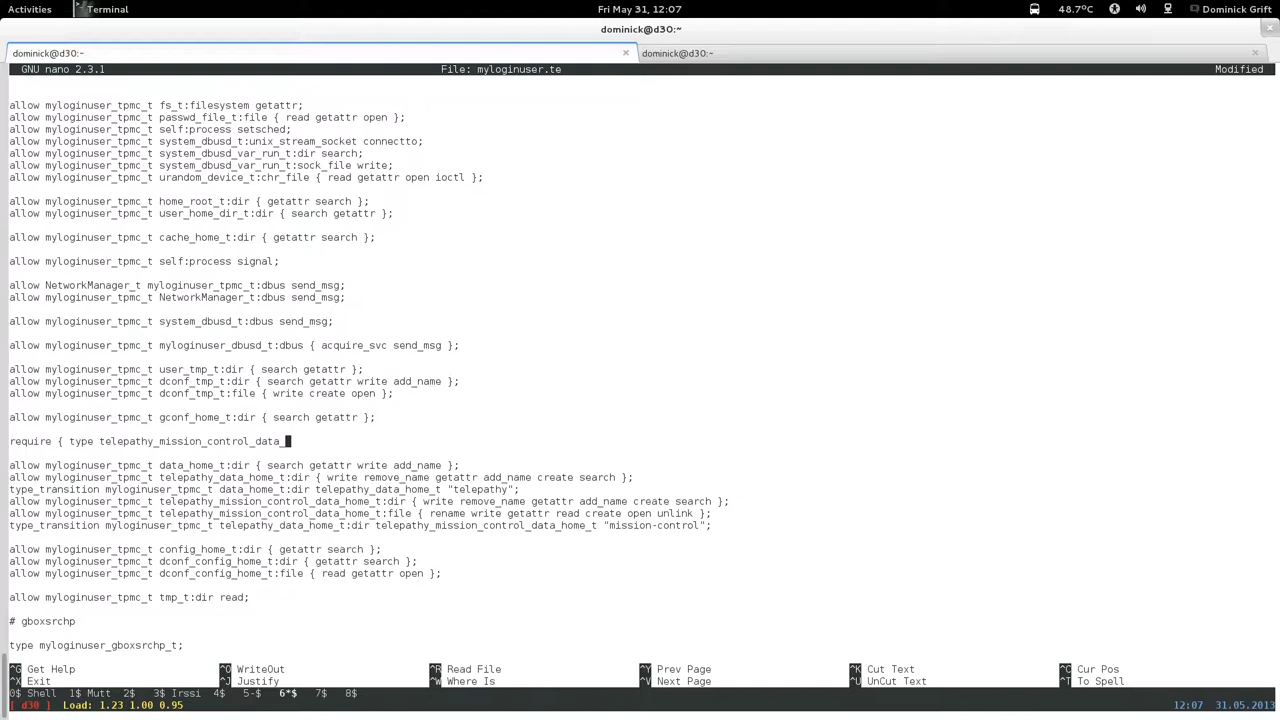 Activities Terminal Fri May 31, 12:07 48.7°C Dominick Grift
dominick@d30:~
dominick@d30:~ × dominick@d30:~ ×
GNU nano 2.3.1 File: myloginuser.te Modified
allow myloginuser_tpmc_t fs_t:filesystem getattr;
allow myloginuser_tpmc_t passwd_file_t:file { read getattr open };
allow myloginuser_tpmc_t self:process setsched;
allow myloginuser_tpmc_t system_dbusd_t:unix_stream_socket connectto;
allow myloginuser_tpmc_t system_dbusd_var_run_t:dir search;
allow myloginuser_tpmc_t system_dbusd_var_run_t:sock_file write;
allow myloginuser_tpmc_t urandom_device_t:chr_file { read getattr open ioctl };
allow myloginuser_tpmc_t home_root_t:dir { getattr search };
allow myloginuser_tpmc_t user_home_dir_t:dir { search getattr };
allow myloginuser_tpmc_t cache_home_t:dir { getattr search };
allow myloginuser_tpmc_t self:process signal;
allow NetworkManager_t myloginuser_tpmc_t:dbus send_msg;
allow myloginuser_tpmc_t NetworkManager_t:dbus send_msg;
allow myloginuser_tpmc_t system_dbusd_t:dbus send_msg;
allow myloginuser_tpmc_t myloginuser_dbusd_t:dbus { acquire_svc send_msg };
allow myloginuser_tpmc_t user_tmp_t:dir { search getattr };
allow myloginuser_tpmc_t dconf_tmp_t:dir { search getattr write add_name };
allow myloginuser_tpmc_t dconf_tmp_t:file { write create open };
allow myloginuser_tpmc_t gconf_home_t:dir { search getattr };
require { type telepathy_mission_control_data_
allow myloginuser_tpmc_t data_home_t:dir { search getattr write add_name };
allow myloginuser_tpmc_t telepathy_data_home_t:dir { write remove_name getattr add_name create search };
type_transition myloginuser_tpmc_t data_home_t:dir telepathy_data_home_t "telepathy";
allow myloginuser_tpmc_t telepathy_mission_control_data_home_t:dir { write remove_name getattr add_name create search };
allow myloginuser_tpmc_t telepathy_mission_control_data_home_t:file { rename write getattr read create open unlink };
type_transition myloginuser_tpmc_t telepathy_data_home_t:dir telepathy_mission_control_data_home_t "mission-control";
allow myloginuser_tpmc_t config_home_t:dir { getattr search };
allow myloginuser_tpmc_t dconf_config_home_t:dir { getattr search };
allow myloginuser_tpmc_t dconf_config_home_t:file { read getattr open };
allow myloginuser_tpmc_t tmp_t:dir read;
# gboxsrchp
type myloginuser_gboxsrchp_t;
^G Get Help ^O WriteOut ^R Read File ^Y Prev Page ^K Cut Text ^C Cur Pos
^X Exit ^J Justify ^W Where Is ^V Next Page ^U UnCut Text ^T To Spell
0$ Shell 1$ Mutt 2$ 3$ Irssi 4$ 5-$ 6*$ 7$ 8$
[ d30 ] Load: 1.23 1.00 0.95 12:07 31.05.2013